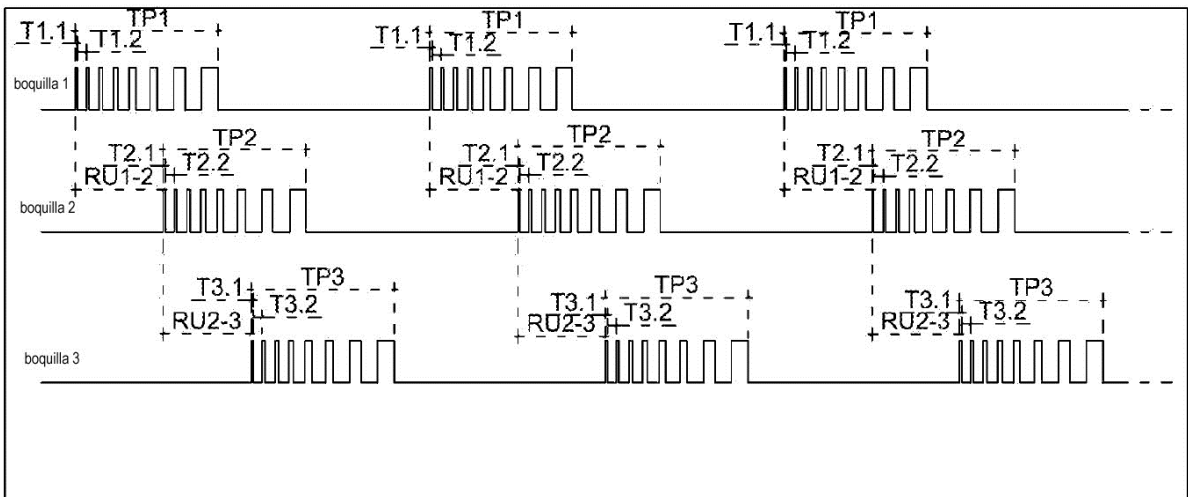 TP1 TP1 TP1
T1.1 T1.2 T1.1 T1.2 T1.1 T1.2
boquilla 1
TP2 TP2 TP2
T2.1 T2.2 T2.1 T2.2 T2.1 T2.2
RU1-2 RU1-2 RU1-2
boquilla 2
TP3 TP3 TP3
T3.1 T3.2 T3.1 T3.2 T3.1 T3.2
RU2-3 RU2-3 RU2-3
boquilla 3